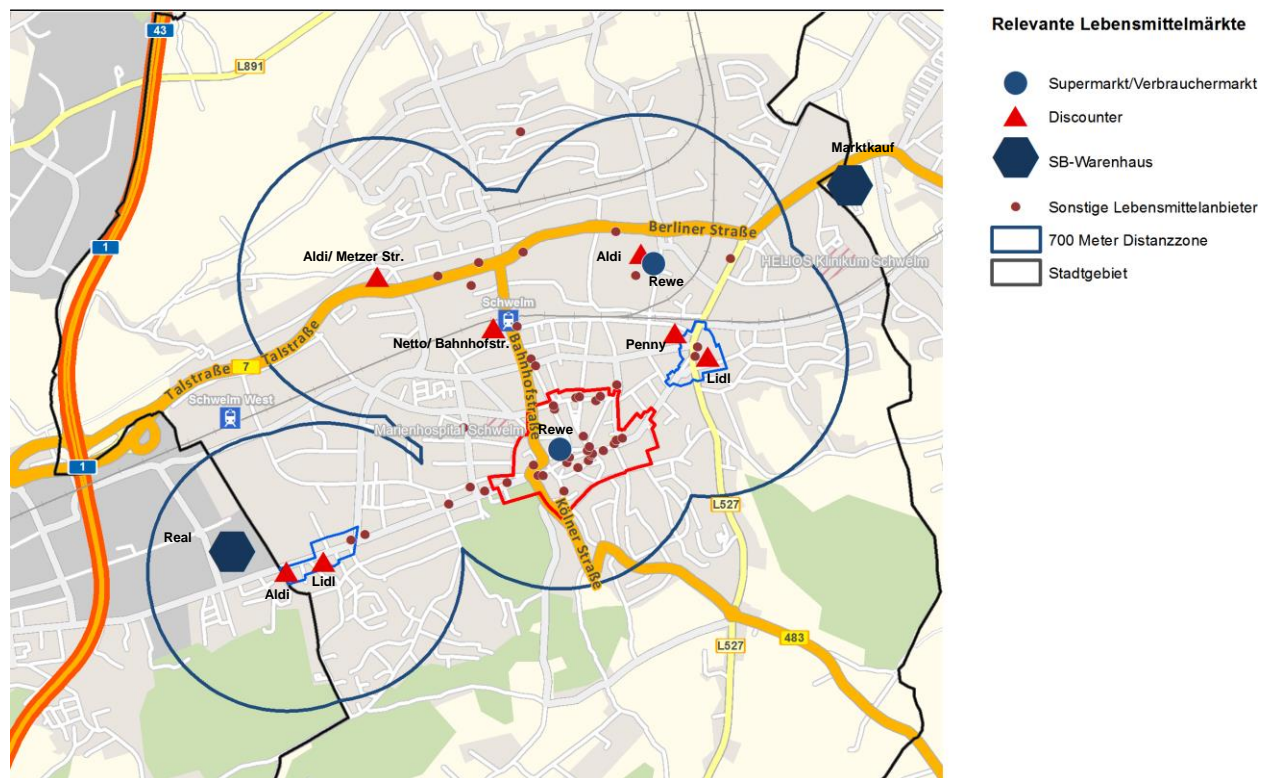 Relevante Lebensmittelmärkte
Supermarkt/Verbrauchermarkt
Discounter
SB-Warenhaus
Sonstige Lebensmittelanbieter
700 Meter Distanzzone
Stadtgebiet
43
L891
Marktkauf
1
Berliner Straße
Aldi/ Metzer Str.
Aldi
Rewe
HELIOS Klinikum Schwelm
Schwelm
Netto/ Bahnhofstr.
Penny
Lidl
Talstraße
Talstraße
7
Bahnhofstraße
Schwelm West
Marienhospital Schwelm
Rewe
1
L527
Kölner Straße
Real
Lidl
Aldi
483
L527